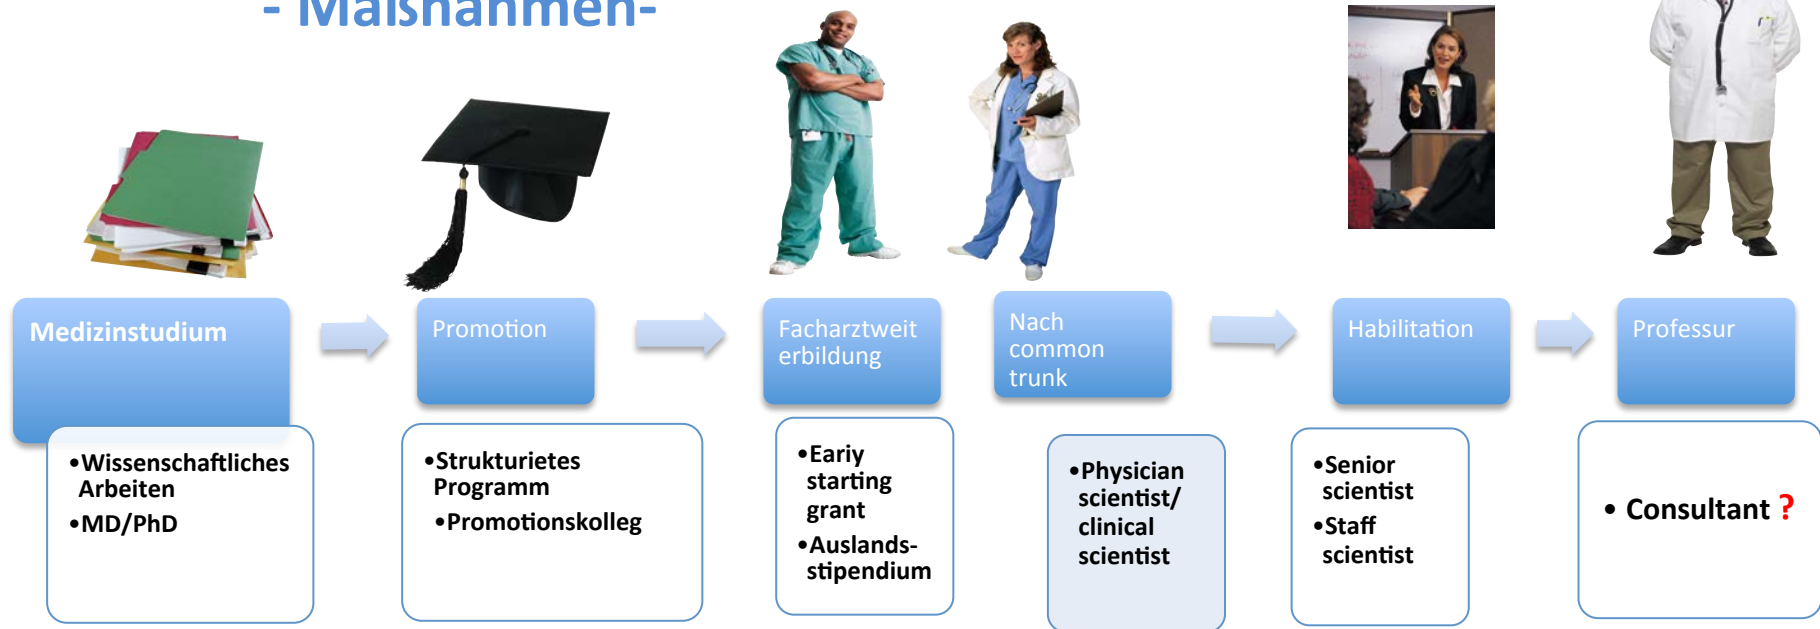 - Maßnahmen-
Medizinstudium
Promotion
Facharztweit
erbildung
Nach
common
trunk
Habilitation
Professur
•Wissenschaftliches
Arbeiten
•MD/PhD
•Strukturietes
Programm
•Promotionskolleg
•Eariy
starting
grant
•Auslands-
stipendium
•Physician
scientist/
clinical
scientist
•Senior
scientist
•Staff
scientist
• Consultant ?